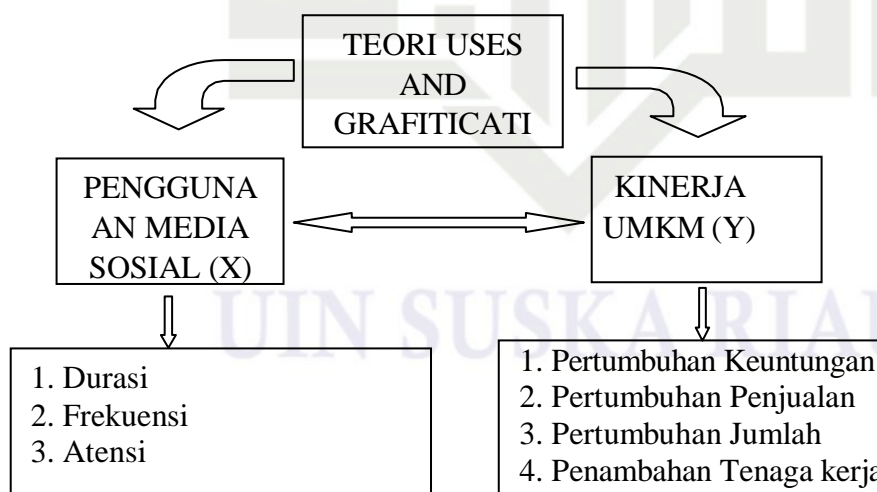 TEORI USES
AND
GRAFITICATI
PENGGUNA
AN MEDIA
SOSIAL (X)
KINERJA
UMKM (Y)
1. Durasi
2. Frekuensi
3. Atensi
1. Pertumbuhan Keuntungan
2. Pertumbuhan Penjualan
3. Pertumbuhan Jumlah
4. Penambahan Tenaga kerja
UIN SUSKA RIAU